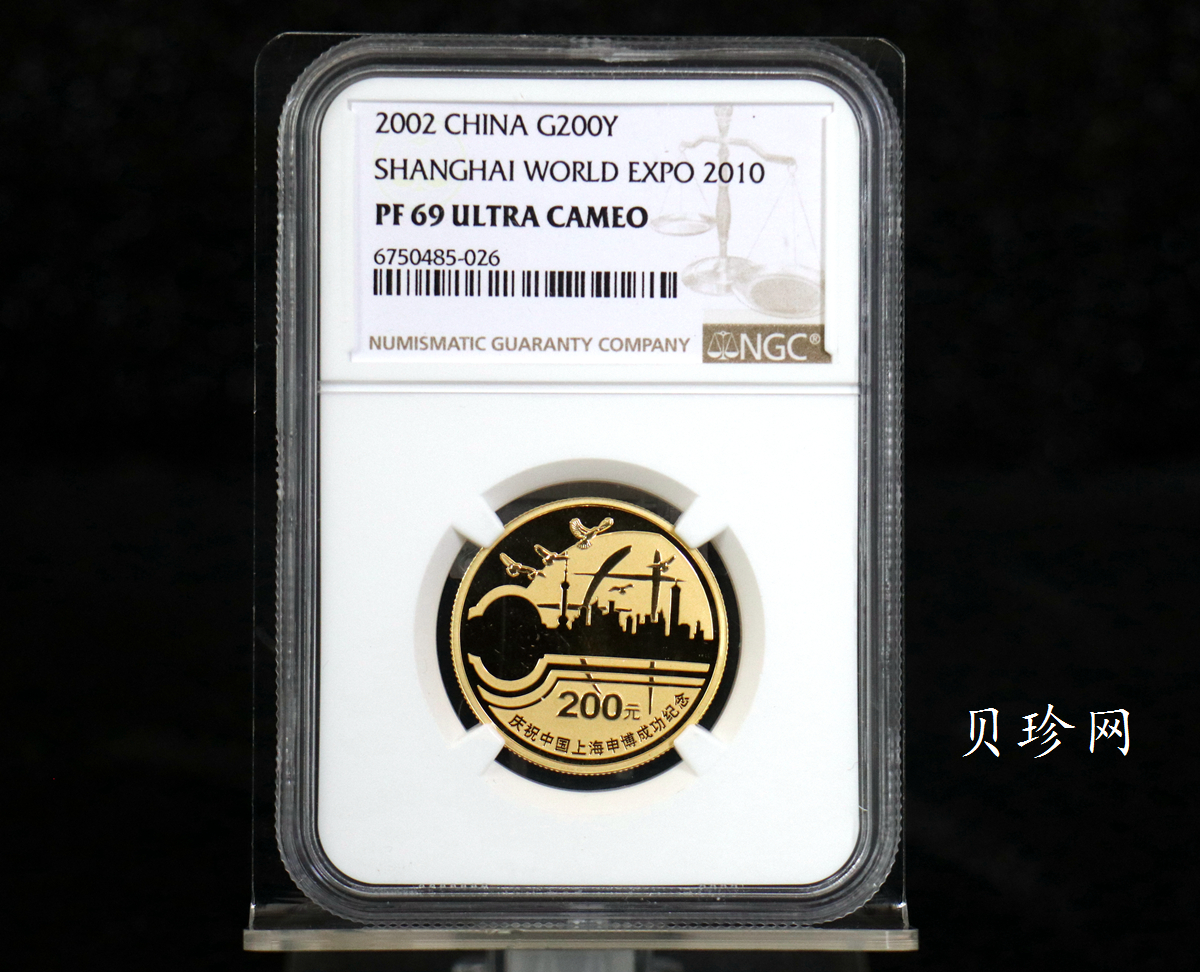 2002 CHINA G200Y
SHANGHAI WORLD EXPO 2010
PF 69 ULTRA CAMEO
6750485-026
NUMISMATIC GUARANTY COMPANY
NGC®
200元
庆祝中国上海申博成功纪念
贝珍网